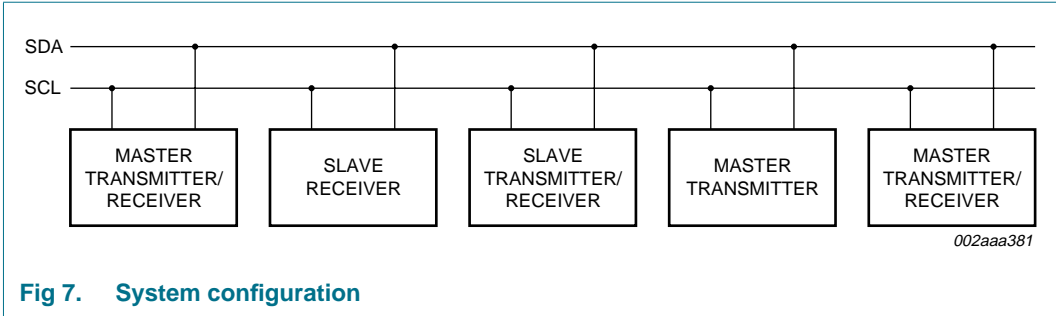 SDA
SCL
MASTER
TRANSMITTER/
RECEIVER
SLAVE
RECEIVER
SLAVE
TRANSMITTER/
RECEIVER
MASTER
TRANSMITTER
MASTER
TRANSMITTER/
RECEIVER
002aaa381
Fig 7. System configuration